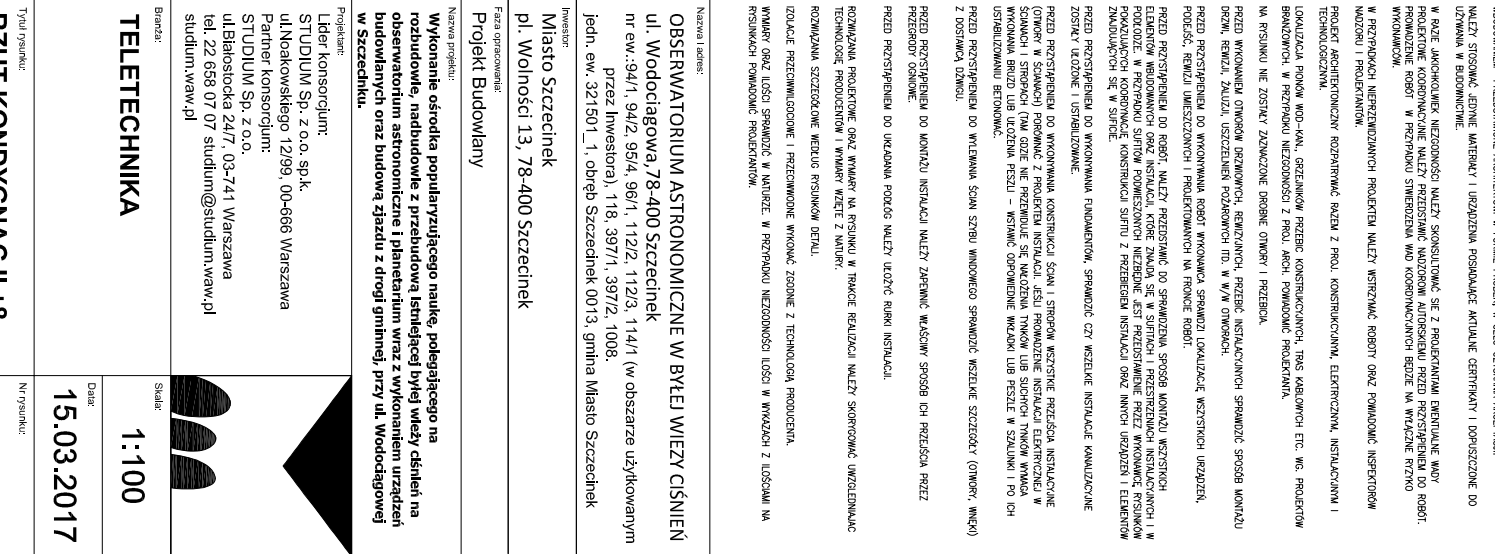 NALEŻY STOSOWAĆ JEDYNIE MATERIAŁY I URZĄDZENIA POSIADAJĄCE AKTUALNE CERTYFIKATY I DOPUSZCZONE DO
UŻYWANIA W BUDOWNICTWIE.
W RAZIE JAKICHKOLWIEK NIEZGODNOŚCI NALEŻY SKONSULTOWAĆ SIĘ Z PROJEKTANTAMI EWENTUALNE WADY
PROJEKTOWE KOORDYNACYJNIE NALEŻY PRZEDSTAWIĆ NADZOROWI AUTORSKIEMU PRZED PRZYSTĄPIENIEM DO ROBÓT.
PROWADZENIE ROBÓT W PRZYPADKU STWIERDZENIA WAD KOORDYNACYJNYCH BĘDZIE NA WYŁĄCZNE RYZYKO
WYKONAWCÓW.
W PRZYPADKACH NIEPRZEWIDZIANYCH PROJEKTEM NALEŻY WSTRZYMAĆ ROBOTY ORAZ POWIADOMIĆ INSPEKTORÓW
NADZORU I PROJEKTANTÓW.
PROJEKT ARCHITEKTONICZNY ROZPATRYWAĆ RAZEM Z PROJ. KONSTRUKCYJNYM, ELEKTRYCZNYM, INSTALACYJNYM I
TECHNOLOGICZNYM.
LOKALIZACJA PIONÓW WOD-KAN, GRZEJNIKÓW PRZEBIĆ KONSTRUKCYJNYCH, TRAS KABLOWYCH ETC. WG. PROJEKTÓW
BRANŻOWYCH. W PRZYPADKU NIEZGODNOŚCI Z PROJ. ARCH. POWIADOMIĆ PROJEKTANTA.
NA RYSUNKU NIE ZOSTAŁY ZAZNACZONE DROBNE OTWORY I PRZEBICIA.
PRZED WYKONANIEM OTWORÓW DRZWIOWYCH, REWIZYJNYCH, PRZEBIĆ INSTALACYJNYCH SPRAWDZIĆ SPOSÓB MONTAŻU
DRZWI, REWIZJI, ŻALUZJI, USZCZELNIEŃ POŻAROWYCH ITD. W W/W OTWORACH.
PRZED PRZYSTĄPIENIEM DO WYKONYWANIA ROBÓT WYKONAWCA SPRAWDZI LOKALIZACJĘ WSZYSTKICH URZĄDZEŃ,
PODEJŚĆ, REWIZJI UMIESZCZONYCH I PROJEKTOWANYCH NA FRONCIE ROBÓT.
PRZED PRZYSTĄPIENIEM DO ROBÓT, NALEŻY PRZEDSTAWIĆ DO SPRAWDZENIA SPOSÓB MONTAŻU WSZYSTKICH
ELEMENTÓW WBUDOWANYCH ORAZ INSTALACJI, KTÓRE ZNAJDĄ SIĘ W SUFITACH I PRZESTRZENIACH INSTALACYJNYCH I W
PODŁODZE. W PRZYPADKU SUFITÓW PODWIESZONYCH NIEZBĘDNE JEST PRZEDSTAWIENIE PRZEZ WYKONAWCĘ, RYSUNKÓW
POKAZUJĄCYCH KOORDYNACJĘ KONSTRUKCJI SUFITU Z PRZEBIEGIEM INSTALACJI ORAZ INNYCH URZĄDZEŃ I ELEMENTÓW
ZNAJDUJĄCYCH SIĘ W SUFICIE.
PRZED PRZYSTĄPIENIEM DO WYKONYWANIA FUNDAMENTÓW, SPRAWDZIĆ CZY WSZELKIE INSTALACJE KANALIZACYJNE
ZOSTAŁY UŁOŻONE I USTABILIZOWANE.
PRZED PRZYSTĄPIENIEM DO WYKONYWANIA KONSTRUKCJI ŚCIAN I STROPÓW WSZYSTKIE PRZEJŚCIA INSTALACYJNE
(OTWORY W ŚCIANACH) PORÓWNAĆ Z PROJEKTEM INSTALACJI. JEŚLI PROWADZENIE INSTALACJI ELEKTRYCZNEJ W
ŚCIANACH I STROPACH (TAM GDZIE NIE PRZEWIDUJE SIĘ NAŁOŻENIA TYNKÓW LUB SUCHYCH TYNKÓW WYMAGA
WYKONANIA BRUZD LUB UŁOŻENIA PESZLI – WSTAWIĆ ODPOWIEDNIE WKŁADKI LUB PESZLE W SZALUNKI I PO ICH
USTABILIZOWANIU BETONOWAĆ.
PRZED PRZYSTĄPIENIEM DO WYLEWANIA ŚCIAN SZYBU WINDOWEGO SPRAWDZIĆ WSZELKIE SZCZEGÓŁY (OTWORY, WNĘKI)
Z DOSTAWCĄ DŹWIGU.
PRZED PRZYSTĄPIENIEM DO MONTAŻU INSTALACJI NALEŻY ZAPEWNIĆ WŁAŚCIWY SPOSÓB ICH PRZEJŚCIA PRZEZ
PRZEGRODY OGNIOWE.
PRZED PRZYSTĄPIENIEM DO UKŁADANIA PODŁÓG NALEŻY UŁOŻYĆ RURKI INSTALACJI.
ROZWIĄZANIA PROJEKTOWE ORAZ WYMIARY NA RYSUNKU W TRAKCIE REALIZACJI NALEŻY SKORYGOWAĆ UWZGLĘDNIAJĄC
TECHNOLOGIĘ PRODUCENTÓW I WYMIARY WZIĘTE Z NATURY.
ROZWIĄZANIA SZCZEGÓŁOWE WEDŁUG RYSUNKÓW DETALI.
IZOLACJE PRZECIWWILGOCIOWE I PRZECIWWODNE WYKONAĆ ZGODNIE Z TECHNOLOGIĄ PRODUCENTA.
WYMIARY ORAZ ILOŚCI SPRAWDZIĆ W NATURZE. W PRZYPADKU NIEZGODNOŚCI ILOŚCI W WYKAZACH Z ILOŚCIAMI NA
RYSUNKACH POWIADOMIĆ PROJEKTANTÓW.
Nazwa i adres:
OBSERWATORIUM ASTRONOMICZNE W BYŁEJ WIEŻY CIŚNIEŃ
ul. Wodociągowa,78-400 Szczecinek
nr ew.:94/1, 94/2, 95/4, 96/1, 112/2, 112/3, 114/1 (w obszarze użytkowanym
przez Inwestora), 118, 397/1, 397/2, 1008.
jedn. ew. 321501_1, obręb Szczecinek 0013, gmina Miasto Szczecinek
Inwestor:
Miasto Szczecinek
pl. Wolności 13, 78-400 Szczecinek
Faza opracowania:
Projekt Budowlany
Nazwa projektu:
Wykonanie ośrodka popularyzującego naukę, polegającego na
rozbudowie, nadbudowie z przebudową istniejącej byłej wieży ciśnień na
obserwatorium astronomiczne i planetarium wraz z wykonaniem urządzeń
budowlanych oraz budową zjazdu z drogi gminnej, przy ul. Wodociągowej
w Szczecinku.
Projektant:
Lider konsorcjum:
STUDIUM Sp. z o.o. sp.k.
ul.Noakowskiego 12/99, 00-666 Warszawa
Partner konsorcjum:
STUDIUM Sp. z o.o.
ul.Białostocka 24/7, 03-741 Warszawa
tel. 22 658 07 07 studium@studium.waw.pl
studium.waw.pl
Branża:
TELETECHNIKA
Skala:
1:100
Data:
15.03.2017
Tytuł rysunku:
Nr rysunku:
RZUT KONDYGNACJI +8